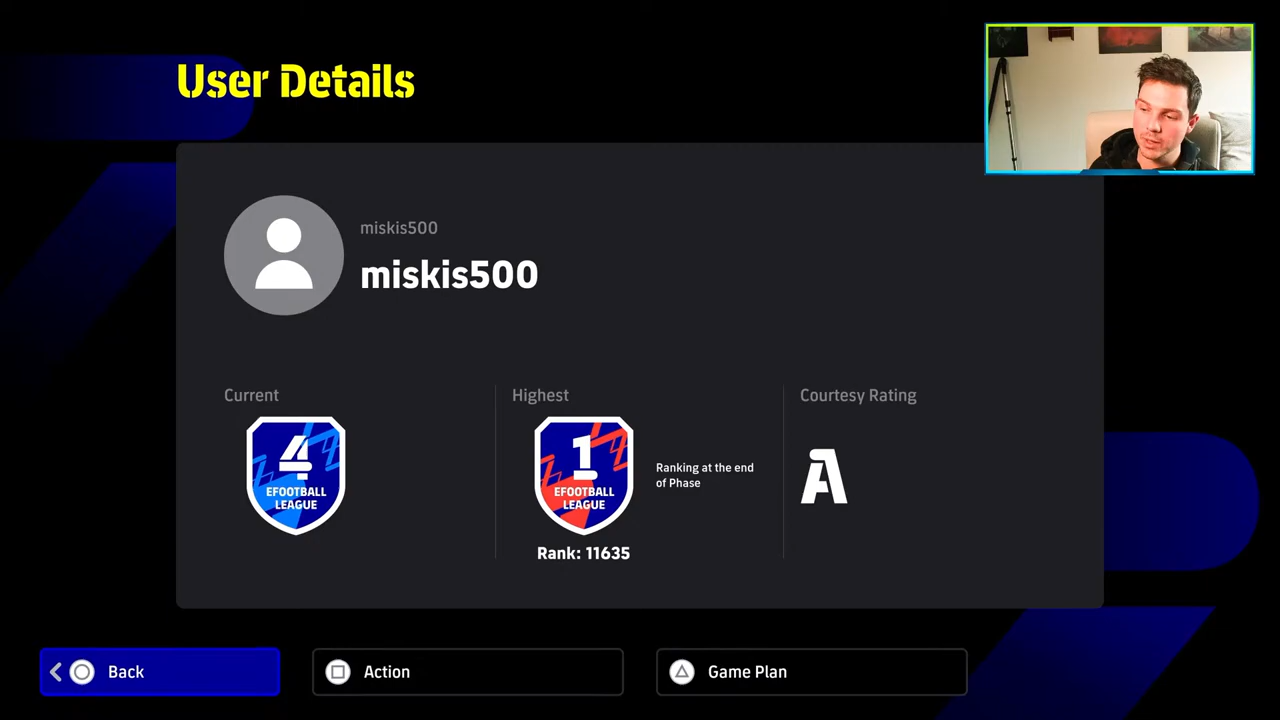 User Details
miskis500
miskis500
Current
Highest
Courtesy Rating
4
EFOOTBALL
LEAGUE
1
EFOOTBALL
LEAGUE
Ranking at the end
of Phase
A
Rank: 11635
Back
Action
Game Plan